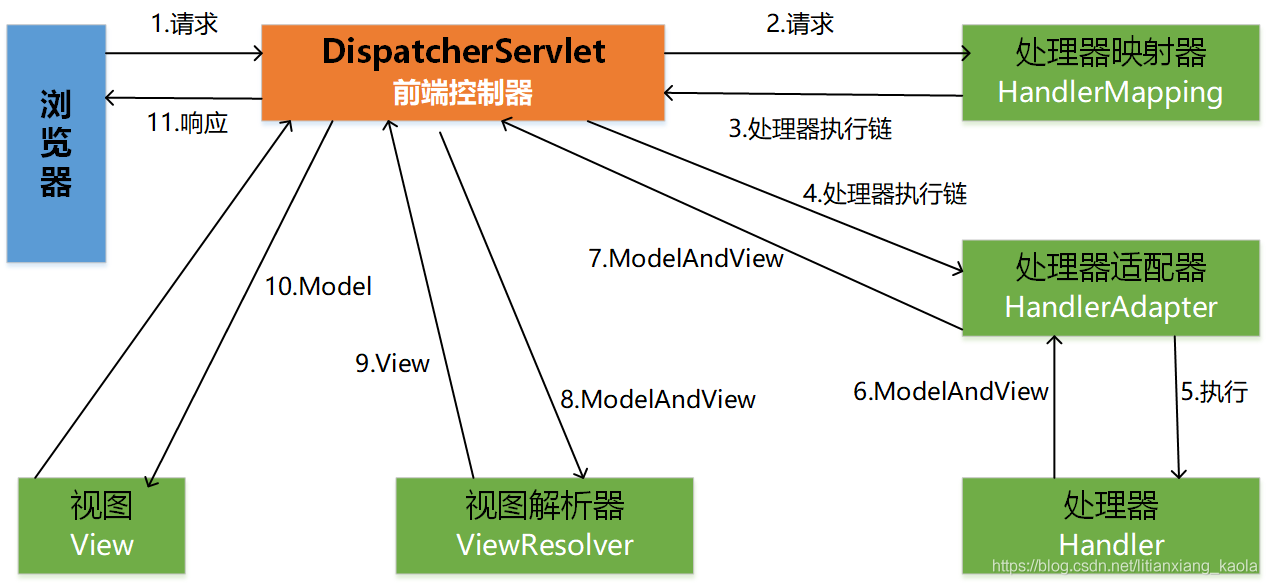 1.请求
2.请求
浏
览
器
DispatcherServlet
前端控制器
处理器映射器
HandlerMapping
11.响应
3.处理器执行链
4.处理器执行链
7.ModelAndView
处理器适配器
HandlerAdapter
10.Model
9.View
8.ModelAndView
6.ModelAndView
5.执行
视图
View
视图解析器
ViewResolver
处理器
Handler
https://blog.csdn.net/litianxiang_kaola